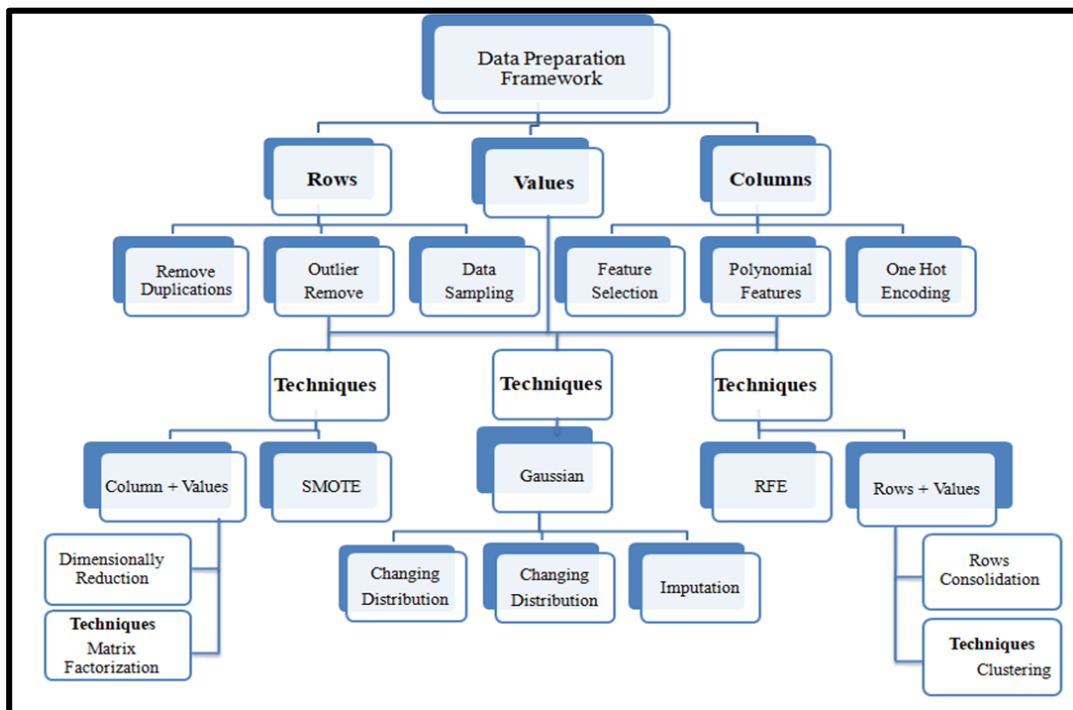 Data Preparation
Framework
Rows
Values
Columns
Remove
Duplications
Outlier
Remove
Data
Sampling
Feature
Selection
Polynomial
Features
One Hot
Encoding
Techniques
Techniques
Techniques
Column + Values
SMOTE
Gaussian
RFE
Rows + Values
Dimensionally
Reduction
Techniques
Matrix
Factorization
Changing
Distribution
Changing
Distribution
Imputation
Rows
Consolidation
Techniques
Clustering